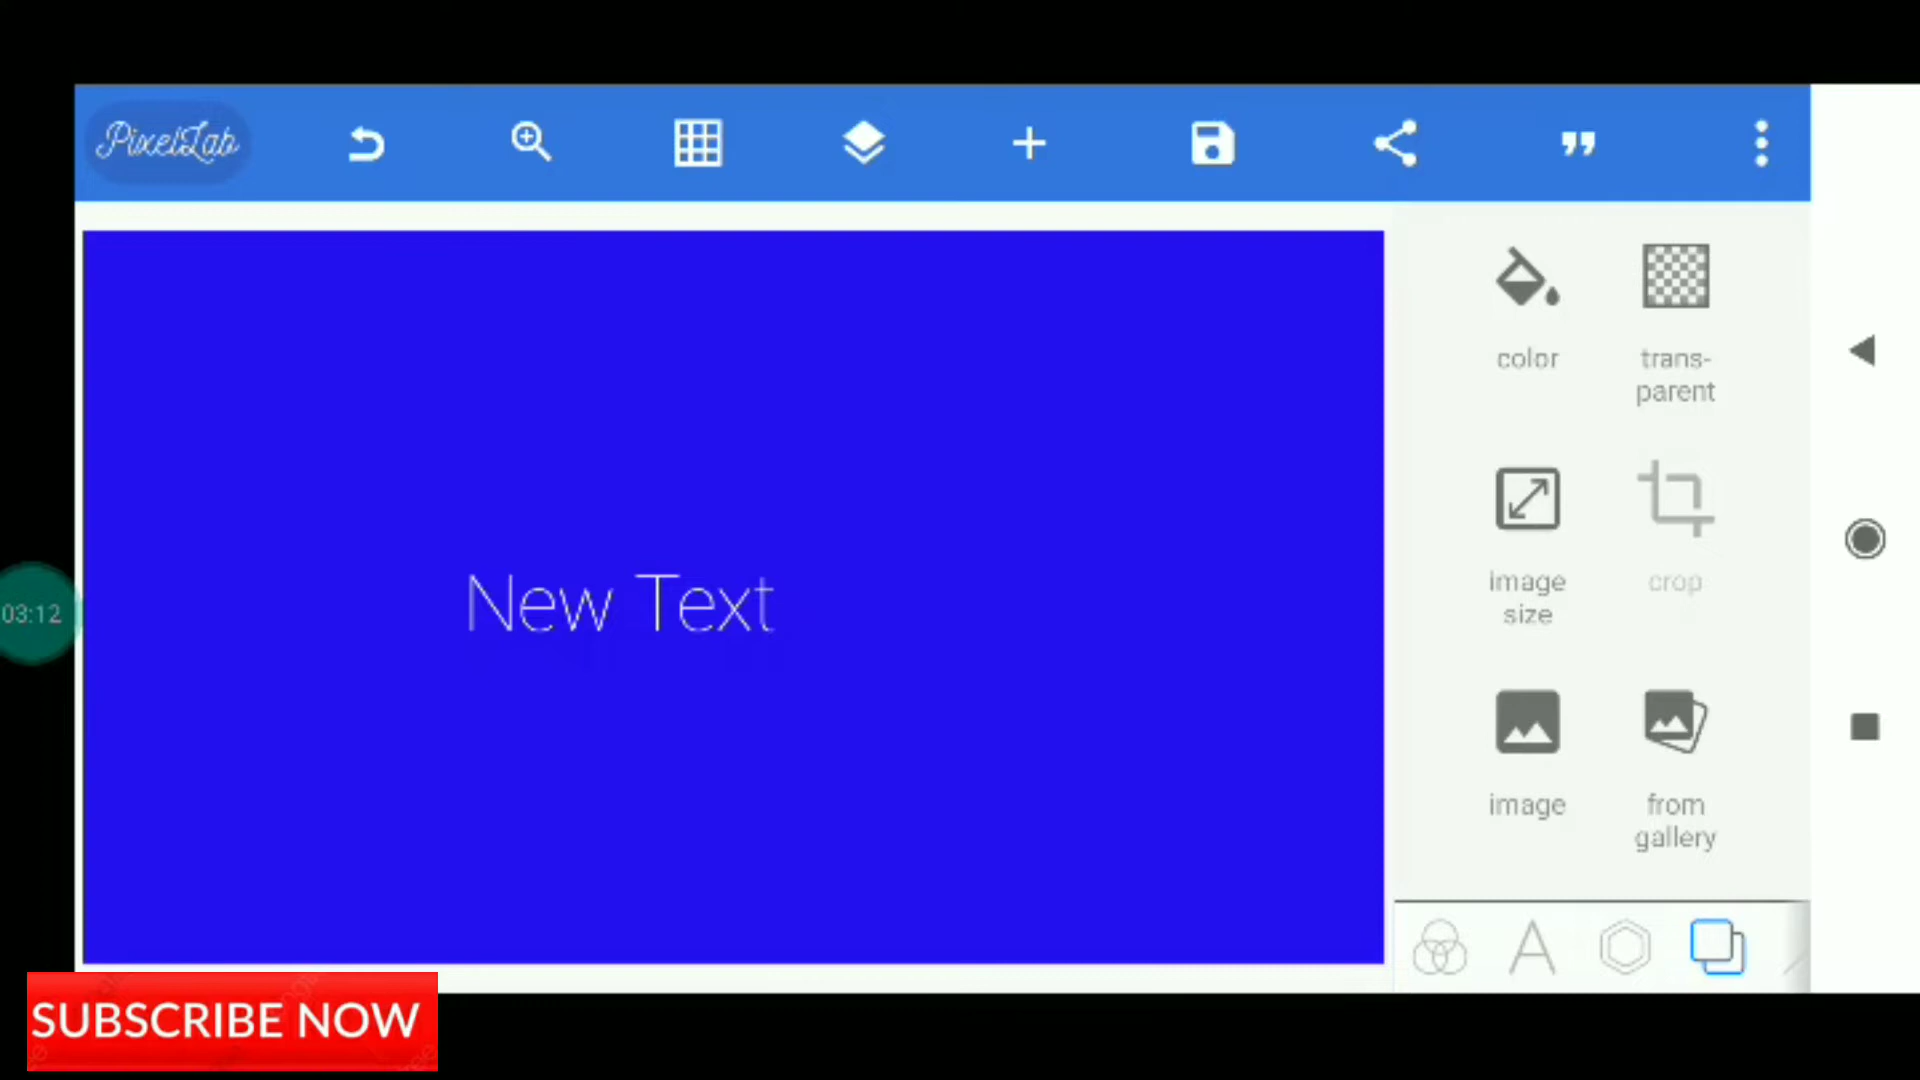 PixelLab
color
trans-
parent
image
size
crop
New Text
03:12
image
from
gallery
SUBSCRIBE NOW